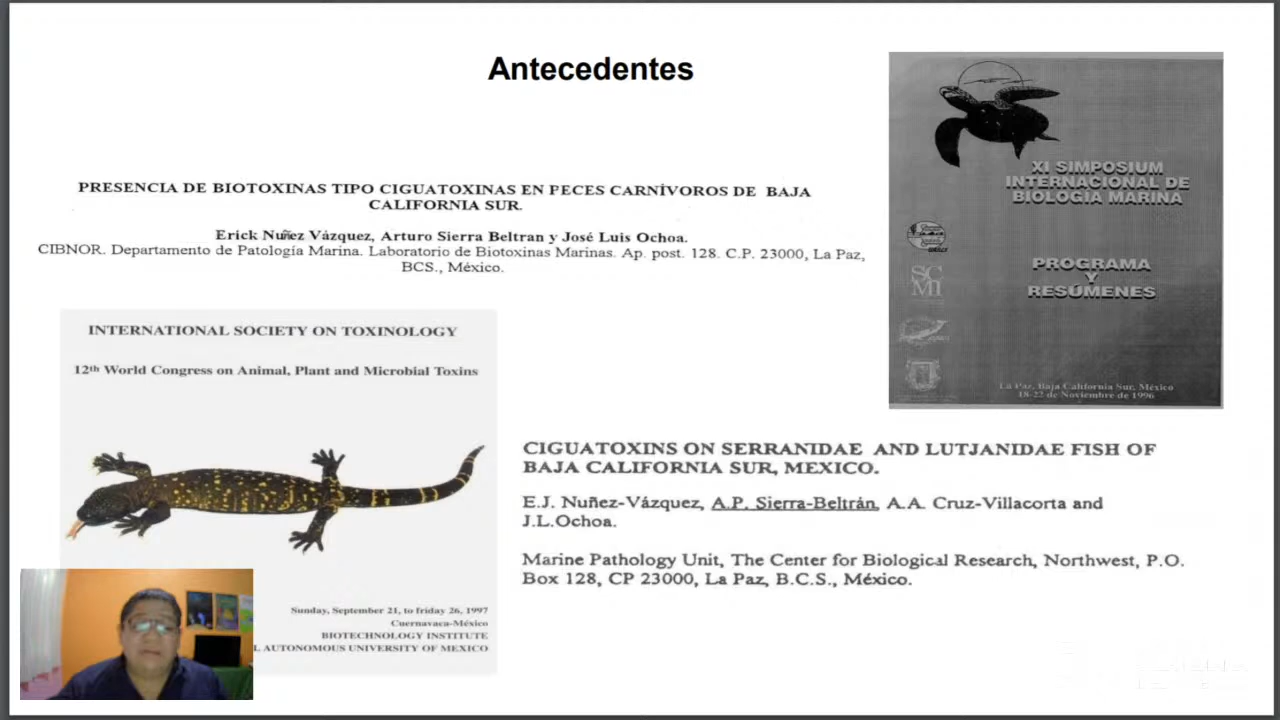 Antecedentes
PRESENCIA DE BIOTOXINAS TIPO CIGUATOXINAS EN PECES CARNÍVOROS DE BAJA
CALIFORNIA SUR.
Erick Nuñez Vázquez, Arturo Sierra Beltran y José Luis Ochoa.
CIBNOR. Departamento de Patología Marina. Laboratorio de Biotoxinas Marinas. Ap. post. 128. C.P. 23000, La Paz,
BCS., México.
XI SIMPOSIUM
INTERNACIONAL DE
BIOLOGÍA MARINA
SC
MI
PROGRAMA
Y
RESÚMENES
La Paz, Baja California Sur, México
18-22 de Noviembre de 1996
INTERNATIONAL SOCIETY ON TOXINOLOGY
12th World Congress on Animal, Plant and Microbial Toxins
Sunday, September 21, to friday 26, 1997
Cuernavaca-México
BIOTECHNOLOGY INSTITUTE
L AUTONOMOUS UNIVERSITY OF MEXICO
CIGUATOXINS ON SERRANIDAE AND LUTJANIDAE FISH OF
BAJA CALIFORNIA SUR, MEXICO.
E.J. Nuñez-Vázquez, A.P. Sierra-Beltrán, A.A. Cruz-Villacorta and
J.L.Ochoa.
Marine Pathology Unit, The Center for Biological Research, Northwest, P.O.
Box 128, CP 23000, La Paz, B.C.S., México.